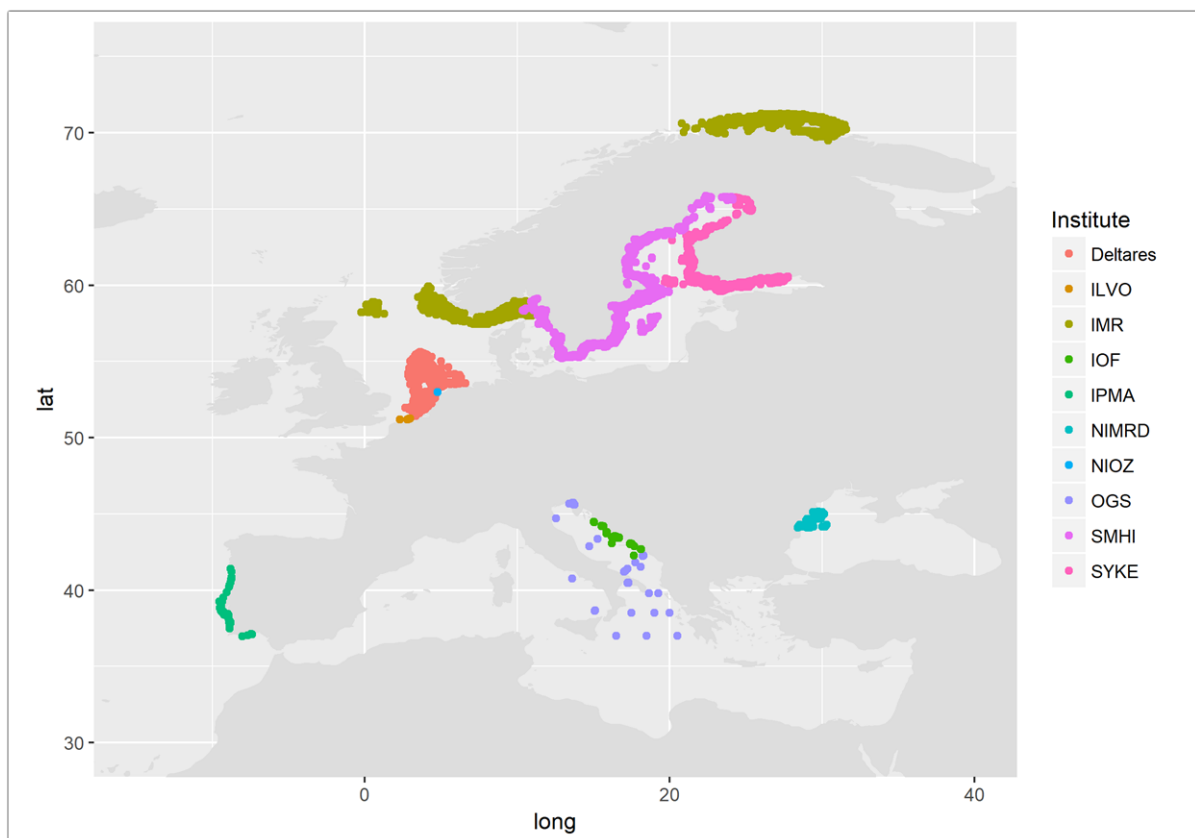 70
60
50
40
30
lat
0
20
40
long
Institute
Deltares
ILVO
IMR
IOF
IPMA
NIMRD
NIOZ
OGS
SMHI
SYKE